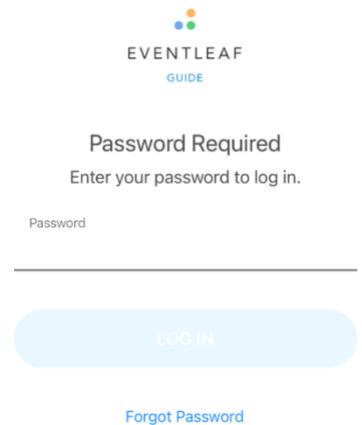 EVENTLEAF
GUIDE
Password Required
Enter your password to log in.
Password
LOG IN
Forgot Password